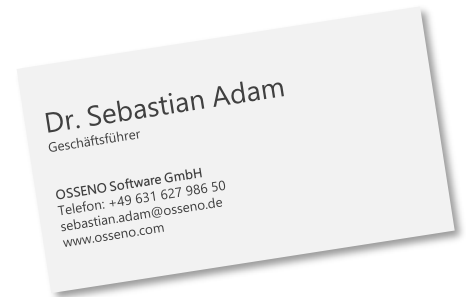 Dr. Sebastian Adam
Geschäftsführer
OSSENO Software GmbH
Telefon: +49 631 627 986 50
sebastian.adam@osseno.de
www.osseno.com